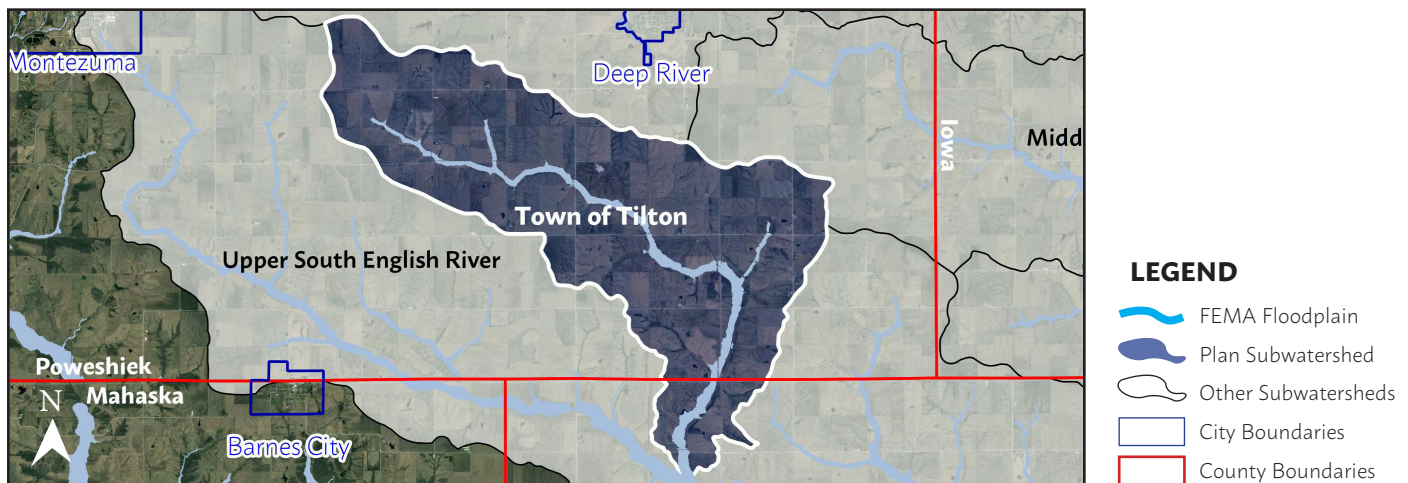 Montezuma
Deep River
Iowa
Midd
Town of Tilton
Upper South English River
Poweshiek
Mahaska
N
Barnes City
LEGEND
FEMA Floodplain
Plan Subwatershed
Other Subwatersheds
City Boundaries
County Boundaries